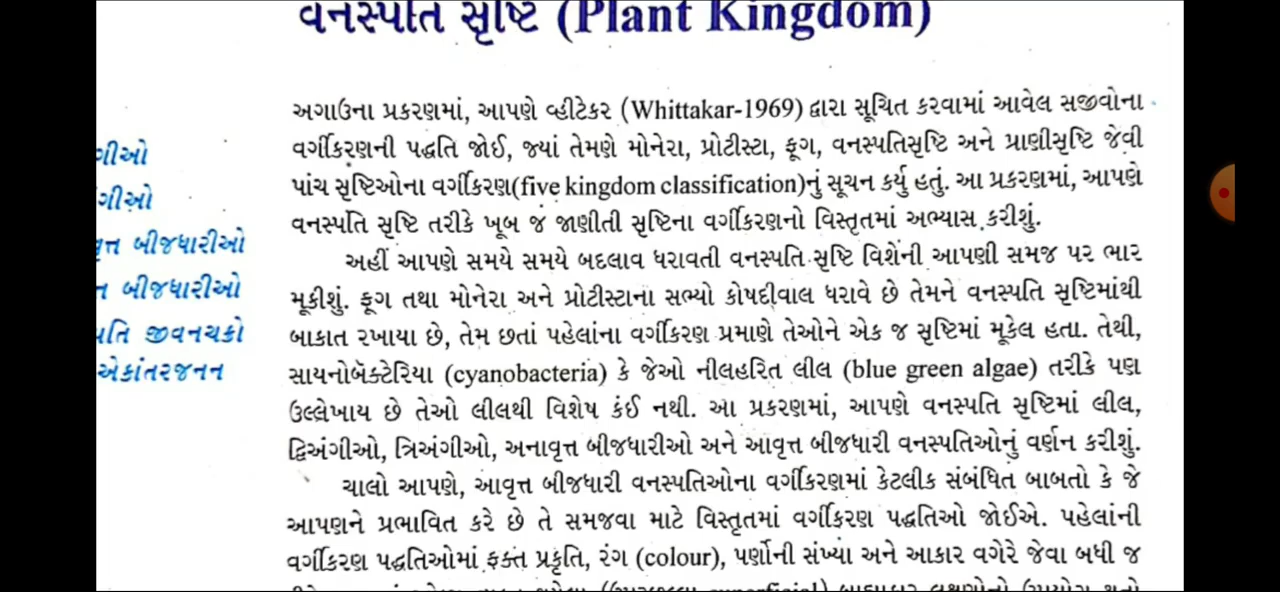 વનસ્પતિ સૃષ્ટિ (Plant Kingdom)
અગાઉના પ્રકરણમાં, આપણે વ્હીટેકર (Whittakar-1969) દ્વારા સૂચિત કરવામાં આવેલ સજીવોના
વર્ગીકરણની પદ્ધતિ જોઈ, જ્યાં તેમણે મોનેરા, પ્રોટીસ્ટા, ફૂગ, વનસ્પતિસૃષ્ટિ અને પ્રાણીસૃષ્ટિ જેવી
પાંચ સૃષ્ટિઓના વર્ગીકરણ(five kingdom classification)નું સૂચન કર્યુ હતું. આ પ્રકરણમાં, આપણે
વનસ્પતિ સૃષ્ટિ તરીકે ખૂબ જ જાણીતી સૃષ્ટિના વર્ગીકરણનો વિસ્તૃતમાં અભ્યાસ કરીશું.
અહીં આપણે સમયે સમયે બદલાવ ધરાવતી વનસ્પતિ સૃષ્ટિ વિશેની આપણી સમજ પર ભાર
મૂકીશું. ફૂગ તથા મોનેરા અને પ્રોટીસ્ટાના સભ્યો કોષદીવાલ ધરાવે છે તેમને વનસ્પતિ સૃષ્ટિમાંથી
બાકાત રખાયા છે, તેમ છતાં પહેલાંના વર્ગીકરણ પ્રમાણે તેઓને એક જ સૃષ્ટિમાં મૂકેલ હતા. તેથી,
સાયનોબૅક્ટેરિયા (cyanobacteria) કે જેઓ નીલહરિત લીલ (blue green algae) તરીકે પણ
ઉલ્લેખાય છે તેઓ લીલથી વિશેષ કંઈ નથી. આ પ્રકરણમાં, આપણે વનસ્પતિ સૃષ્ટિમાં લીલ,
દ્વિઅંગીઓ, ત્રિઅંગીઓ, અનાવૃત્ત બીજધારીઓ અને આવૃત્ત બીજધારી વનસ્પતિઓનું વર્ણન કરીશું.
ચાલો આપણે, આવૃત્ત બીજધારી વનસ્પતિઓના વર્ગીકરણમાં કેટલીક સંબંધિત બાબતો કે જે
આપણને પ્રભાવિત કરે છે તે સમજવા માટે વિસ્તૃતમાં વર્ગીકરણ પદ્ધતિઓ જોઈએ. પહેલાંની
વર્ગીકરણ પદ્ધતિઓમાં ફક્ત પ્રકૃતિ, રંગ (colour), પર્ણોની સંખ્યા અને આકાર વગેરે જેવા બધી જ
બીજધારીઓ
બીજધારીઓ
જીવનચક્રો
એકાંતરજનન